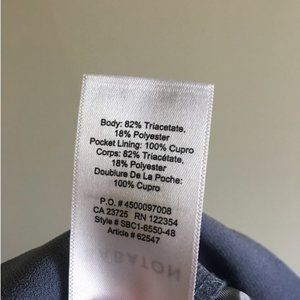 Body: 82% Triacetate,
18% Polyester
Pocket Lining: 100% Cupro
Corps: 82% Triacétate,
18% Polyester
Doublure De La Poche:
100% Cupro
P.O. # 4500097008
CA 23725 RN 122354
Style # SBC1-6550-48
Article # 62547
BABATON